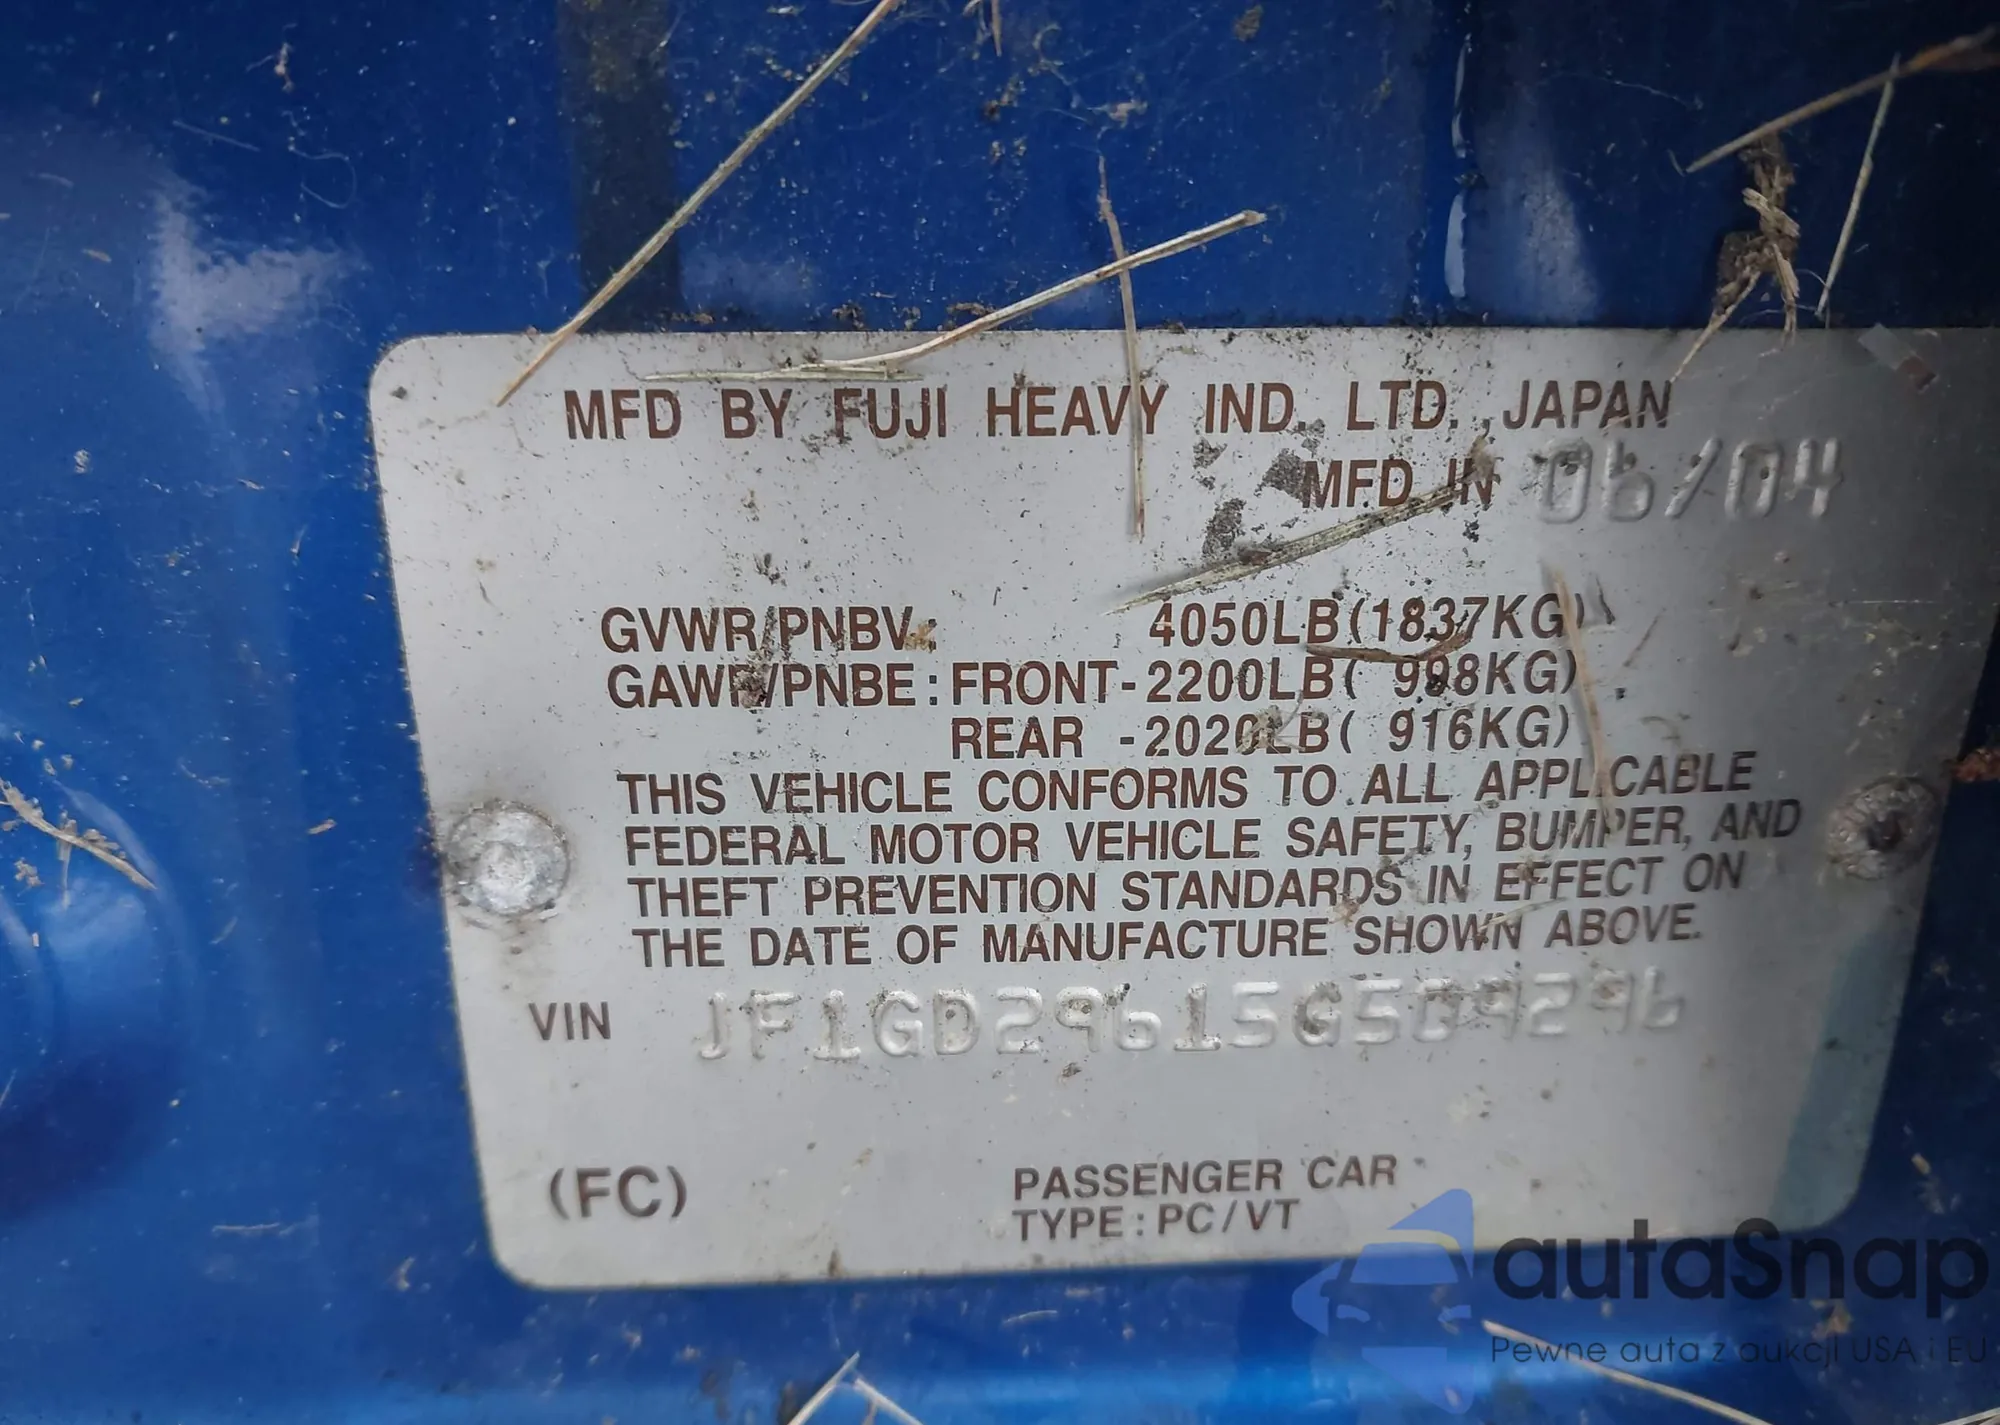 MFD BY FUJI HEAVY IND. LTD. JAPAN
MFD IN 06/04
GVWR/PNBV 4050LB(1837KG)
GAWR/PNBE:FRONT-2200LB( 998KG)
REAR -2020LB( 916KG)
THIS VEHICLE CONFORMS TO ALL APPLICABLE
FEDERAL MOTOR VEHICLE SAFETY, BUMPER, AND
THEFT PREVENTION STANDARDS IN EFFECT ON
THE DATE OF MANUFACTURE SHOWN ABOVE.
VIN JF1GD29615G509296
(FC) PASSENGER CAR
TYPE:PC/VT
autaSnap
Pewne auta z aukcji USA i EU